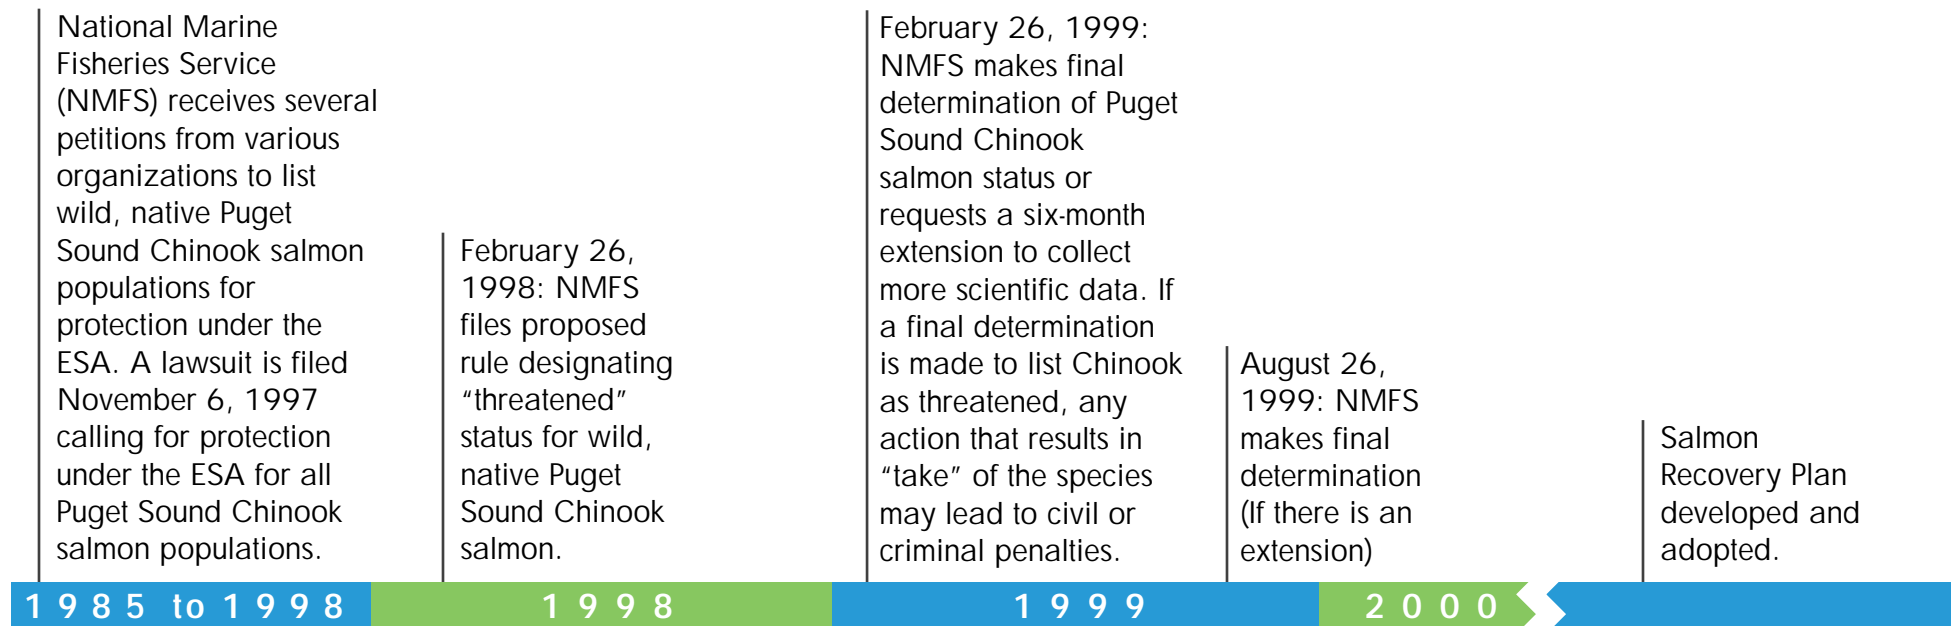 National Marine
Fisheries Service
(NMFS) receives several
petitions from various
organizations to list
wild, native Puget
Sound Chinook salmon
populations for
protection under the
ESA. A lawsuit is filed
November 6, 1997
calling for protection
under the ESA for all
Puget Sound Chinook
salmon populations.
February 26,
1998: NMFS
files proposed
rule designating
“threatened”
status for wild,
native Puget
Sound Chinook
salmon.
February 26, 1999:
NMFS makes final
determination of Puget
Sound Chinook
salmon status or
requests a six-month
extension to collect
more scientific data. If
a final determination
is made to list Chinook
as threatened, any
action that results in
“take” of the species
may lead to civil or
criminal penalties.
August 26,
1999: NMFS
makes final
determination
(If there is an
extension)
Salmon
Recovery Plan
developed and
adopted.
1985 to 1998
1998
1999
2000